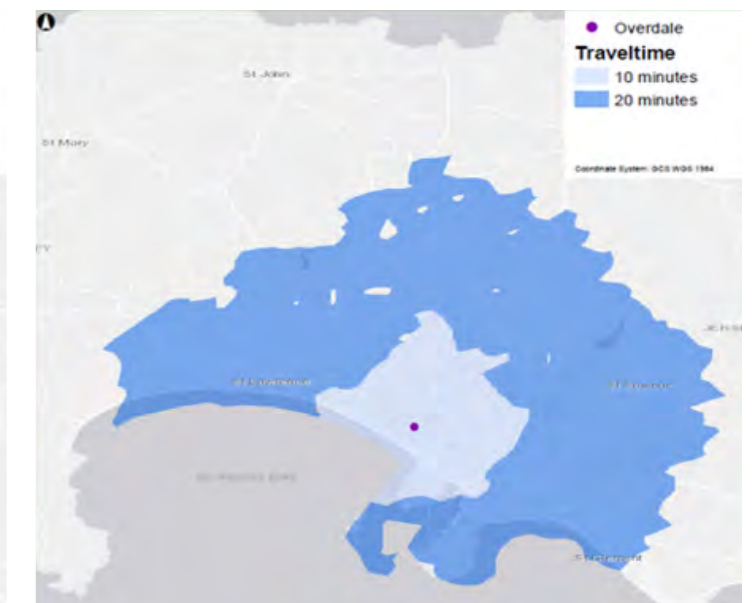 Overdale
Traveltime
10 minutes
20 minutes
Coordinate System: GCS WGS 1984
St John
St Mary
St Lawrence
St Saviour
St Clement